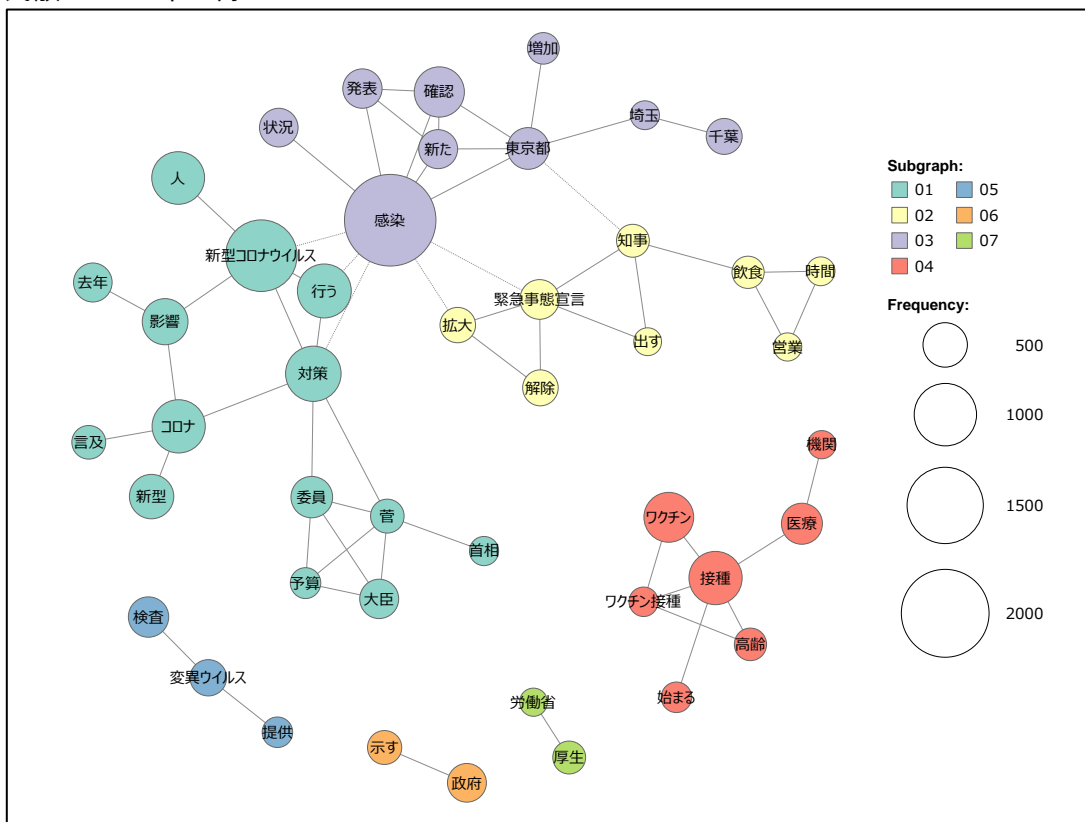 増加
発表
確認
埼玉
状況
新た
東京都
千葉
人
感染
新型コロナウイルス
知事
去年
行う
緊急事態宣言
飲食
時間
影響
拡大
出す
営業
対策
解除
コロナ
言及
新型
委員
菅
首相
予算
大臣
機関
ワクチン
医療
接種
ワクチン接種
高齢
始まる
検査
変異ウイルス
提供
労働省
厚生
示す
政府
Subgraph:
01 05
02 06
03 07
04
Frequency:
500
1000
1500
2000